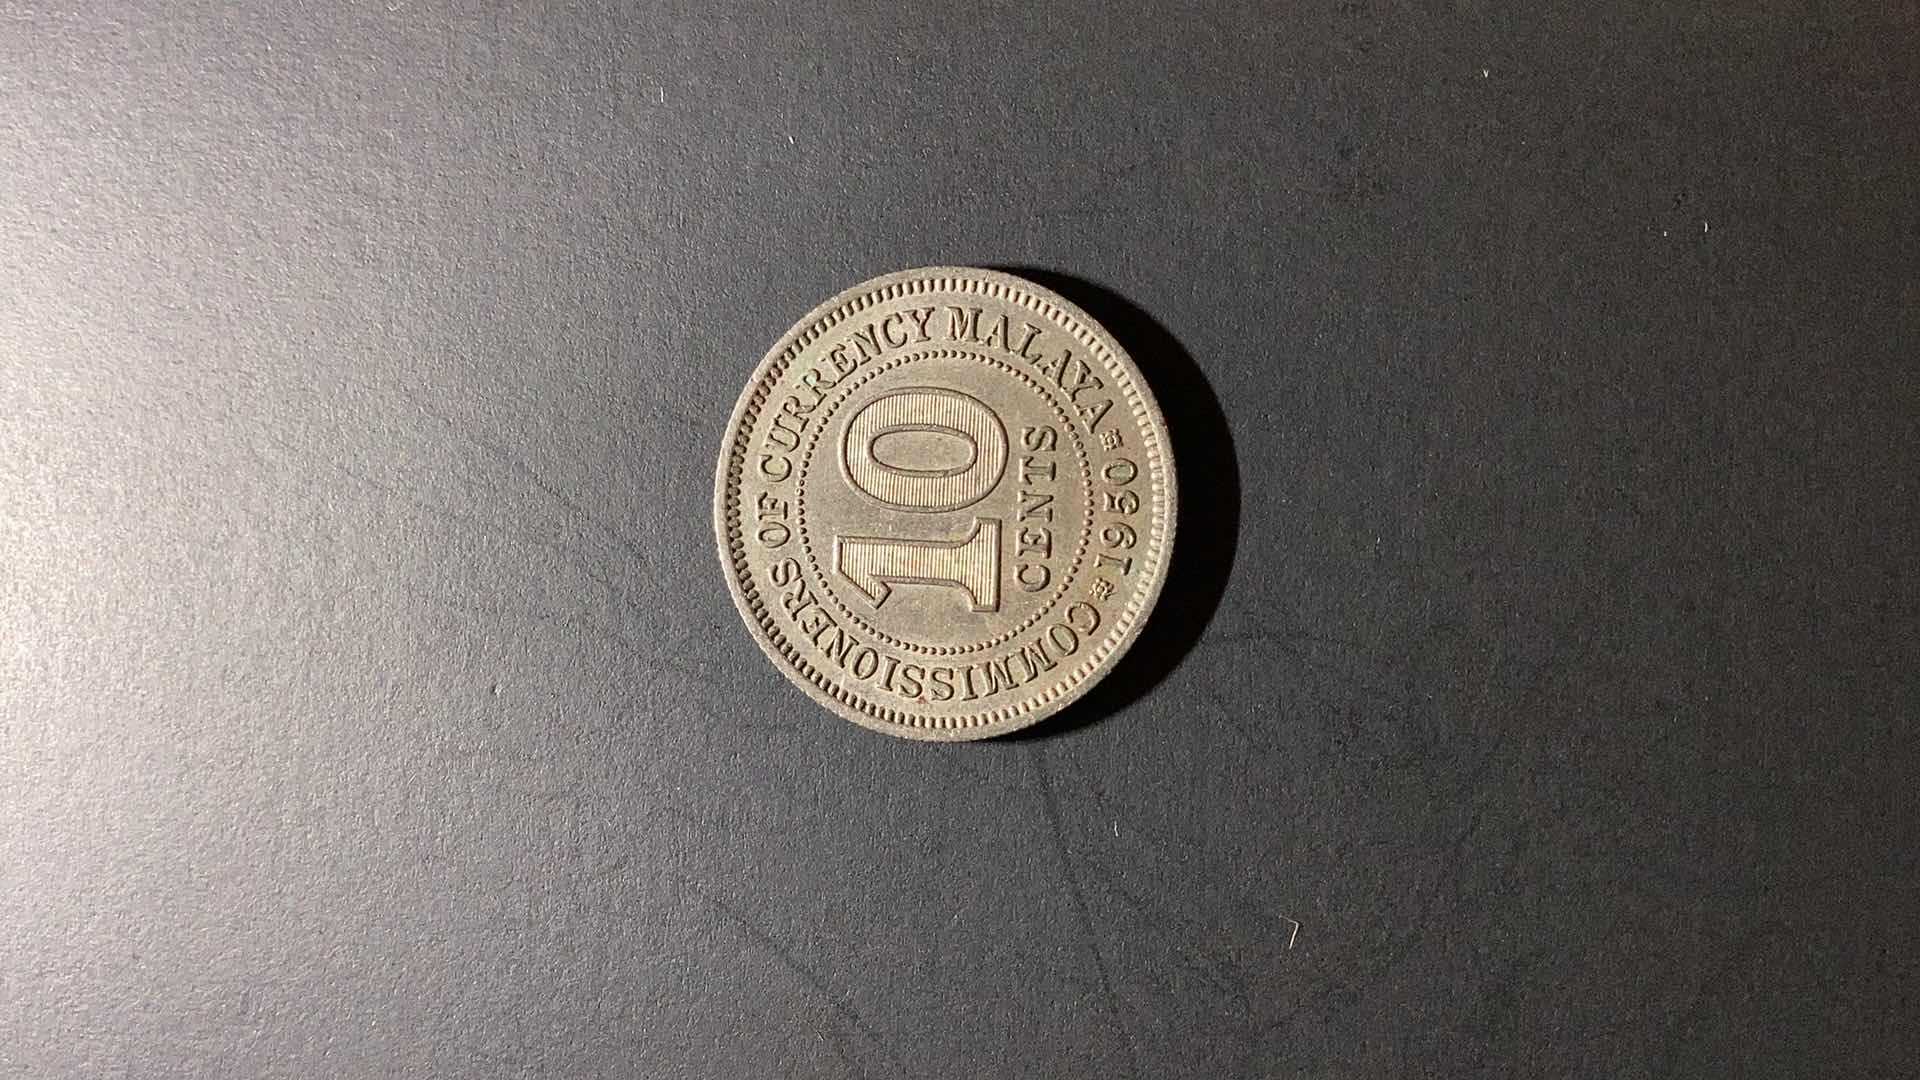 COMMISSIONERS OF CURRENCY MALAYA
10
CENTS
1950